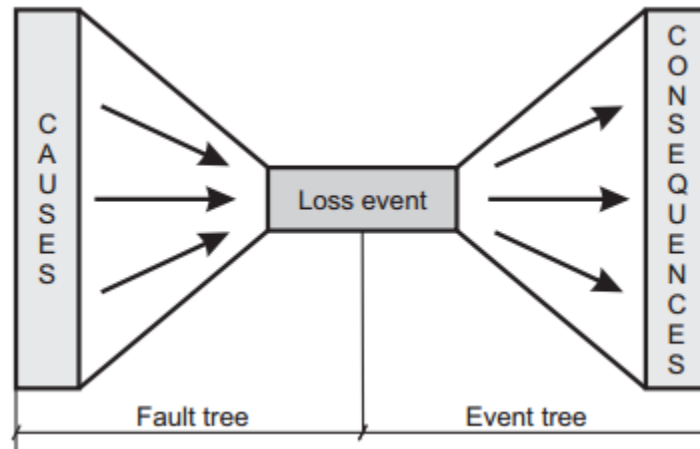 CAUSES
Loss event
CONSEQUENCES
Fault tree
Event tree